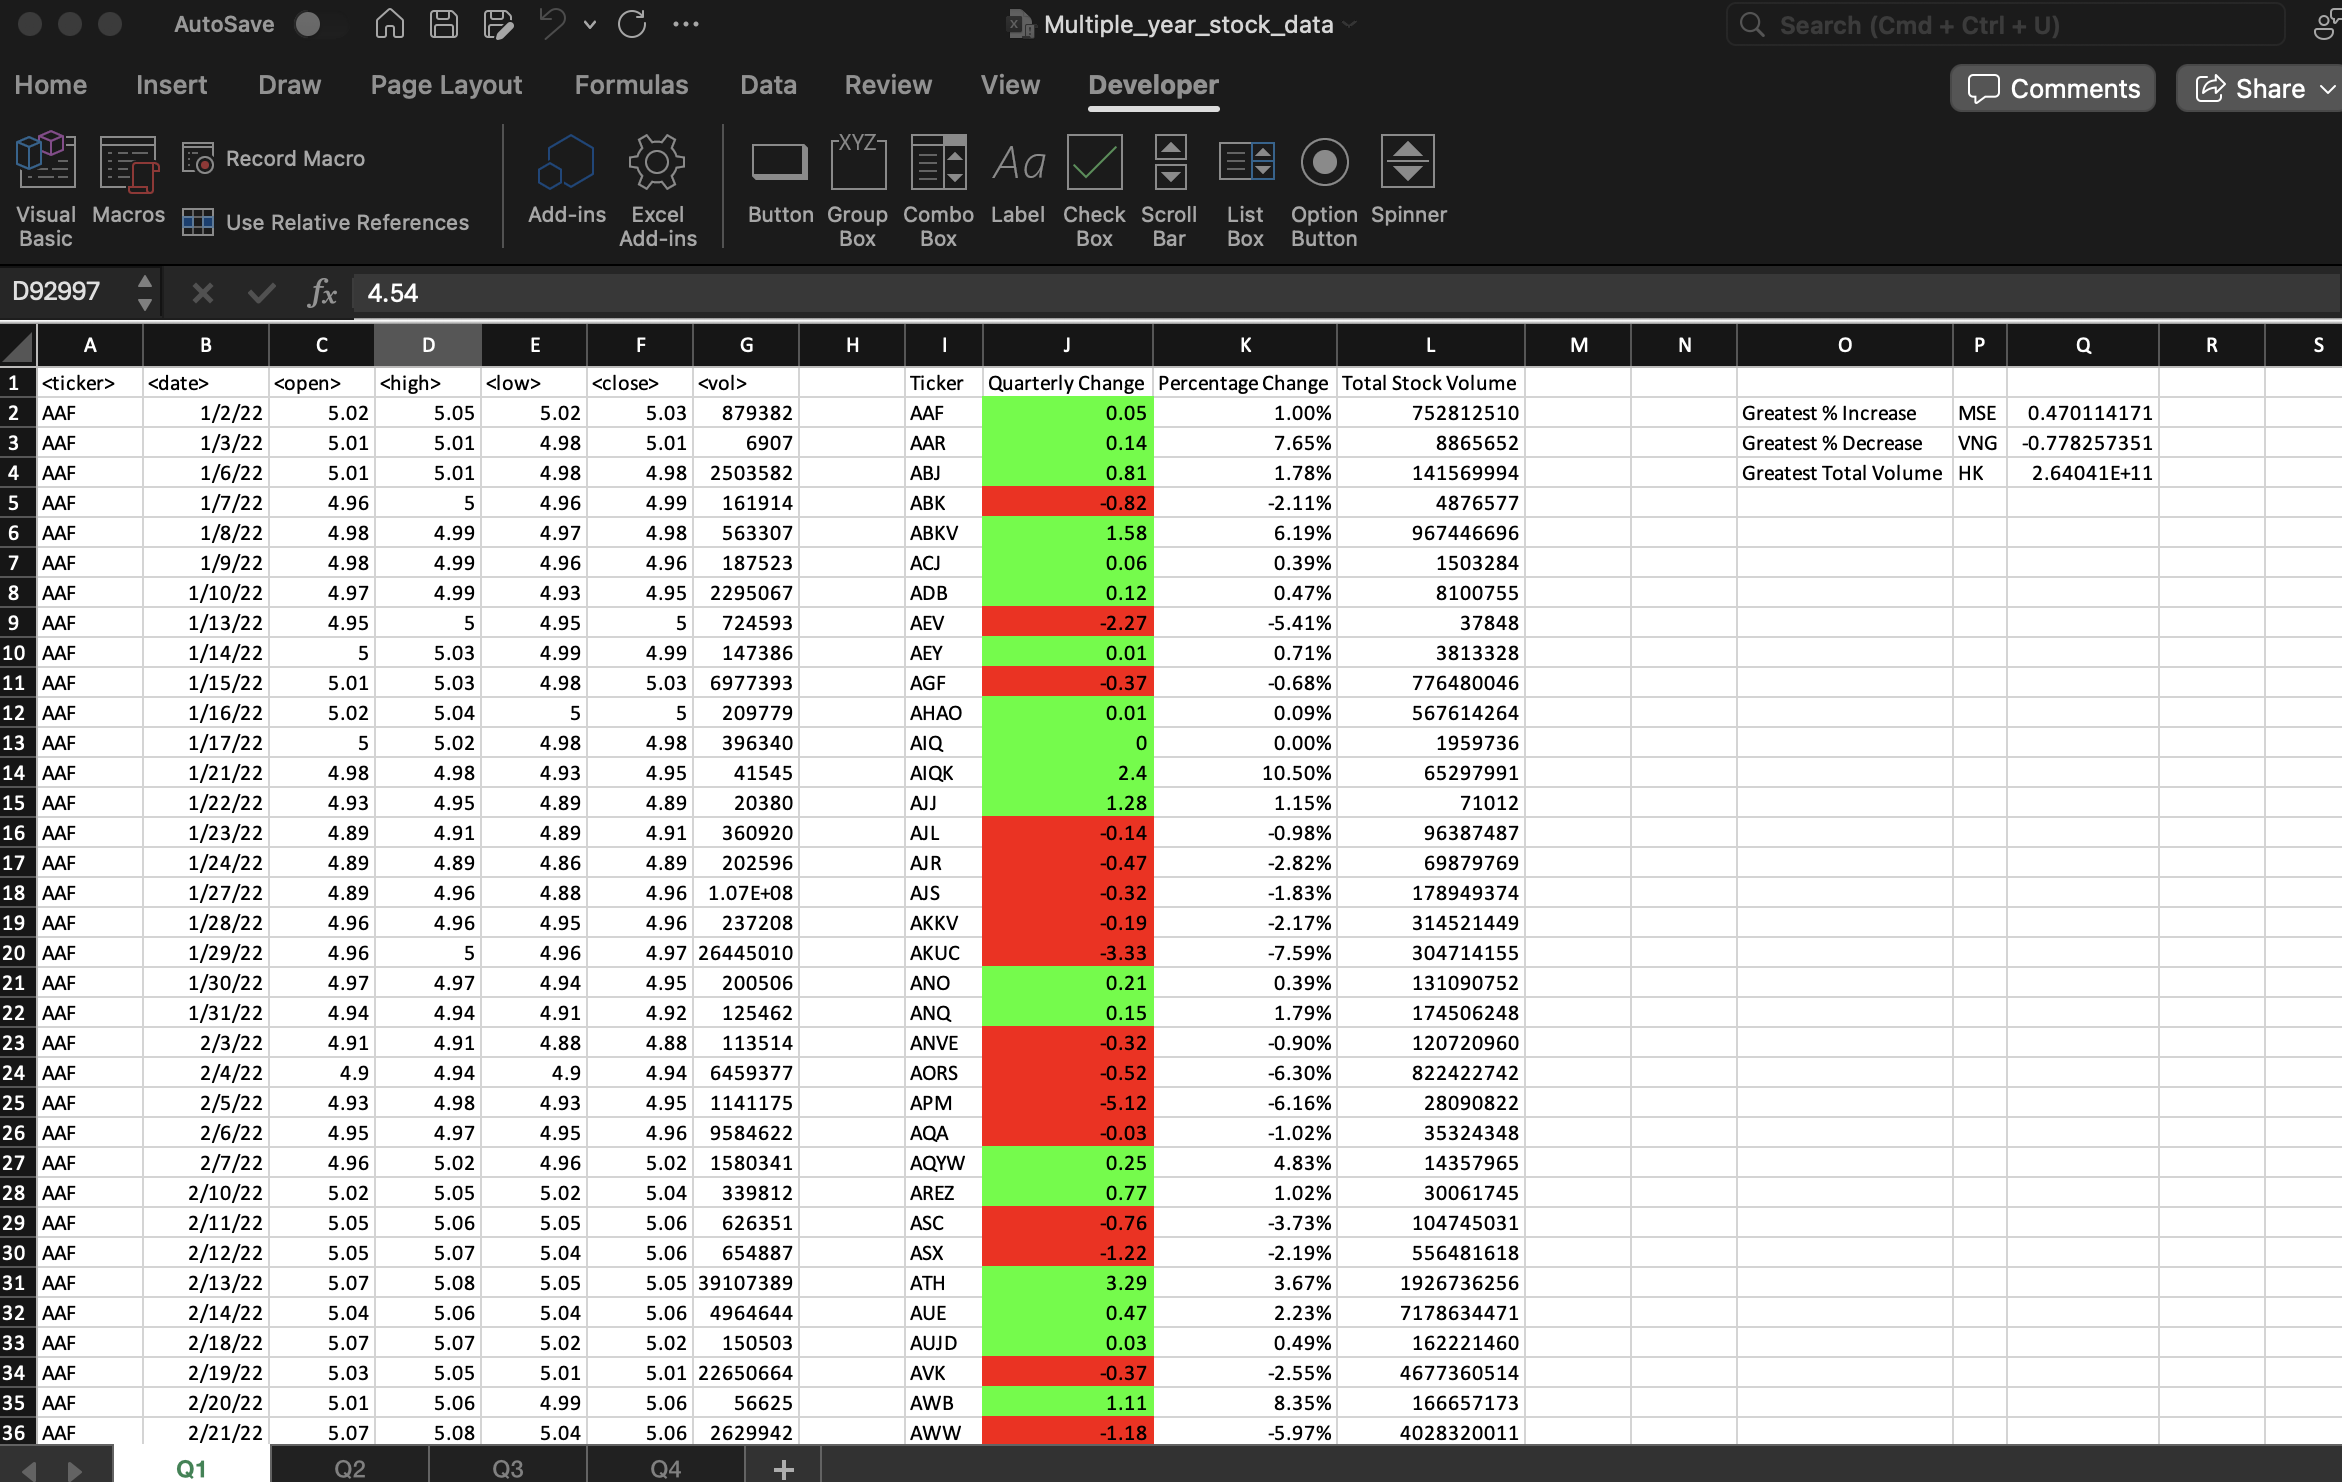 AutoSave
Multiple_year_stock_data
Search (Cmd + Ctrl + U)
Home Insert Draw Page Layout Formulas Data Review View Developer
Comments Share
Visual Basic
Macros
Record Macro
Use Relative References
Add-ins
Excel Add-ins
XYZ
Aa
Button
Group Box
Combo Box
Label
Check Box
Scroll Bar
List Box
Option Button
Spinner
D92997 fx 4.54
A B C D E F G H I J K L M N O P Q R S
1 <ticker> <date> <open> <high> <low> <close> <vol> Ticker Quarterly Change Percentage Change Total Stock Volume
2 AAF 1/2/22 5.02 5.05 5.02 5.03 879382 AAF 0.05 1.00% 752812510 Greatest % Increase MSE 0.470114171
3 AAF 1/3/22 5.01 5.01 4.98 5.01 6907 AAR 0.14 7.65% 8865652 Greatest % Decrease VNG -0.778257351
4 AAF 1/6/22 5.01 5.01 4.98 4.98 2503582 ABJ 0.81 1.78% 141569994 Greatest Total Volume HK 2.64041E+11
5 AAF 1/7/22 4.96 5 4.96 4.99 161914 ABK -0.82 -2.11% 4876577
6 AAF 1/8/22 4.98 4.99 4.97 4.98 563307 ABKV 1.58 6.19% 967446696
7 AAF 1/9/22 4.98 4.99 4.96 4.96 187523 ACJ 0.06 0.39% 1503284
8 AAF 1/10/22 4.97 4.99 4.93 4.95 2295067 ADB 0.12 0.47% 8100755
9 AAF 1/13/22 4.95 5 4.95 5 724593 AEV -2.27 -5.41% 37848
10 AAF 1/14/22 5 5.03 4.99 4.99 147386 AEY 0.01 0.71% 3813328
11 AAF 1/15/22 5.01 5.03 4.98 5.03 6977393 AGF -0.37 -0.68% 776480046
12 AAF 1/16/22 5.02 5.04 5 5 209779 AHAO 0.01 0.09% 567614264
13 AAF 1/17/22 5 5.02 4.98 4.98 396340 AIQ 0 0.00% 1959736
14 AAF 1/21/22 4.98 4.98 4.93 4.95 41545 AIQK 2.4 10.50% 65297991
15 AAF 1/22/22 4.93 4.95 4.89 4.89 20380 AJJ 1.28 1.15% 71012
16 AAF 1/23/22 4.89 4.91 4.89 4.91 360920 AJL -0.14 -0.98% 96387487
17 AAF 1/24/22 4.89 4.89 4.86 4.89 202596 AJR -0.47 -2.82% 69879769
18 AAF 1/27/22 4.89 4.96 4.88 4.96 1.07E+08 AJS -0.32 -1.83% 178949374
19 AAF 1/28/22 4.96 4.96 4.95 4.96 237208 AKKV -0.19 -2.17% 314521449
20 AAF 1/29/22 4.96 5 4.96 4.97 26445010 AKUC -3.33 -7.59% 304714155
21 AAF 1/30/22 4.97 4.97 4.94 4.95 200506 ANO 0.21 0.39% 131090752
22 AAF 1/31/22 4.94 4.94 4.91 4.92 125462 ANQ 0.15 1.79% 174506248
23 AAF 2/3/22 4.91 4.91 4.88 4.88 113514 ANVE -0.32 -0.90% 120720960
24 AAF 2/4/22 4.9 4.94 4.9 4.94 6459377 AORS -0.52 -6.30% 822422742
25 AAF 2/5/22 4.93 4.98 4.93 4.95 1141175 APM -5.12 -6.16% 28090822
26 AAF 2/6/22 4.95 4.97 4.95 4.96 9584622 AQA -0.03 -1.02% 35324348
27 AAF 2/7/22 4.96 5.02 4.96 5.02 1580341 AQYW 0.25 4.83% 14357965
28 AAF 2/10/22 5.02 5.05 5.02 5.04 339812 AREZ 0.77 1.02% 30061745
29 AAF 2/11/22 5.05 5.06 5.05 5.06 626351 ASC -0.76 -3.73% 104745031
30 AAF 2/12/22 5.05 5.07 5.04 5.06 654887 ASX -1.22 -2.19% 556481618
31 AAF 2/13/22 5.07 5.08 5.05 5.05 39107389 ATH 3.29 3.67% 1926736256
32 AAF 2/14/22 5.04 5.06 5.04 5.06 4964644 AUE 0.47 2.23% 7178634471
33 AAF 2/18/22 5.07 5.07 5.02 5.02 150503 AUJD 0.03 0.49% 162221460
34 AAF 2/19/22 5.03 5.05 5.01 5.01 22650664 AVK -0.37 -2.55% 4677360514
35 AAF 2/20/22 5.01 5.06 4.99 5.06 56625 AWB 1.11 8.35% 166657173
36 AAF 2/21/22 5.07 5.08 5.04 5.06 2629942 AWW -1.18 -5.97% 4028320011
Q1 Q2 Q3 Q4 +